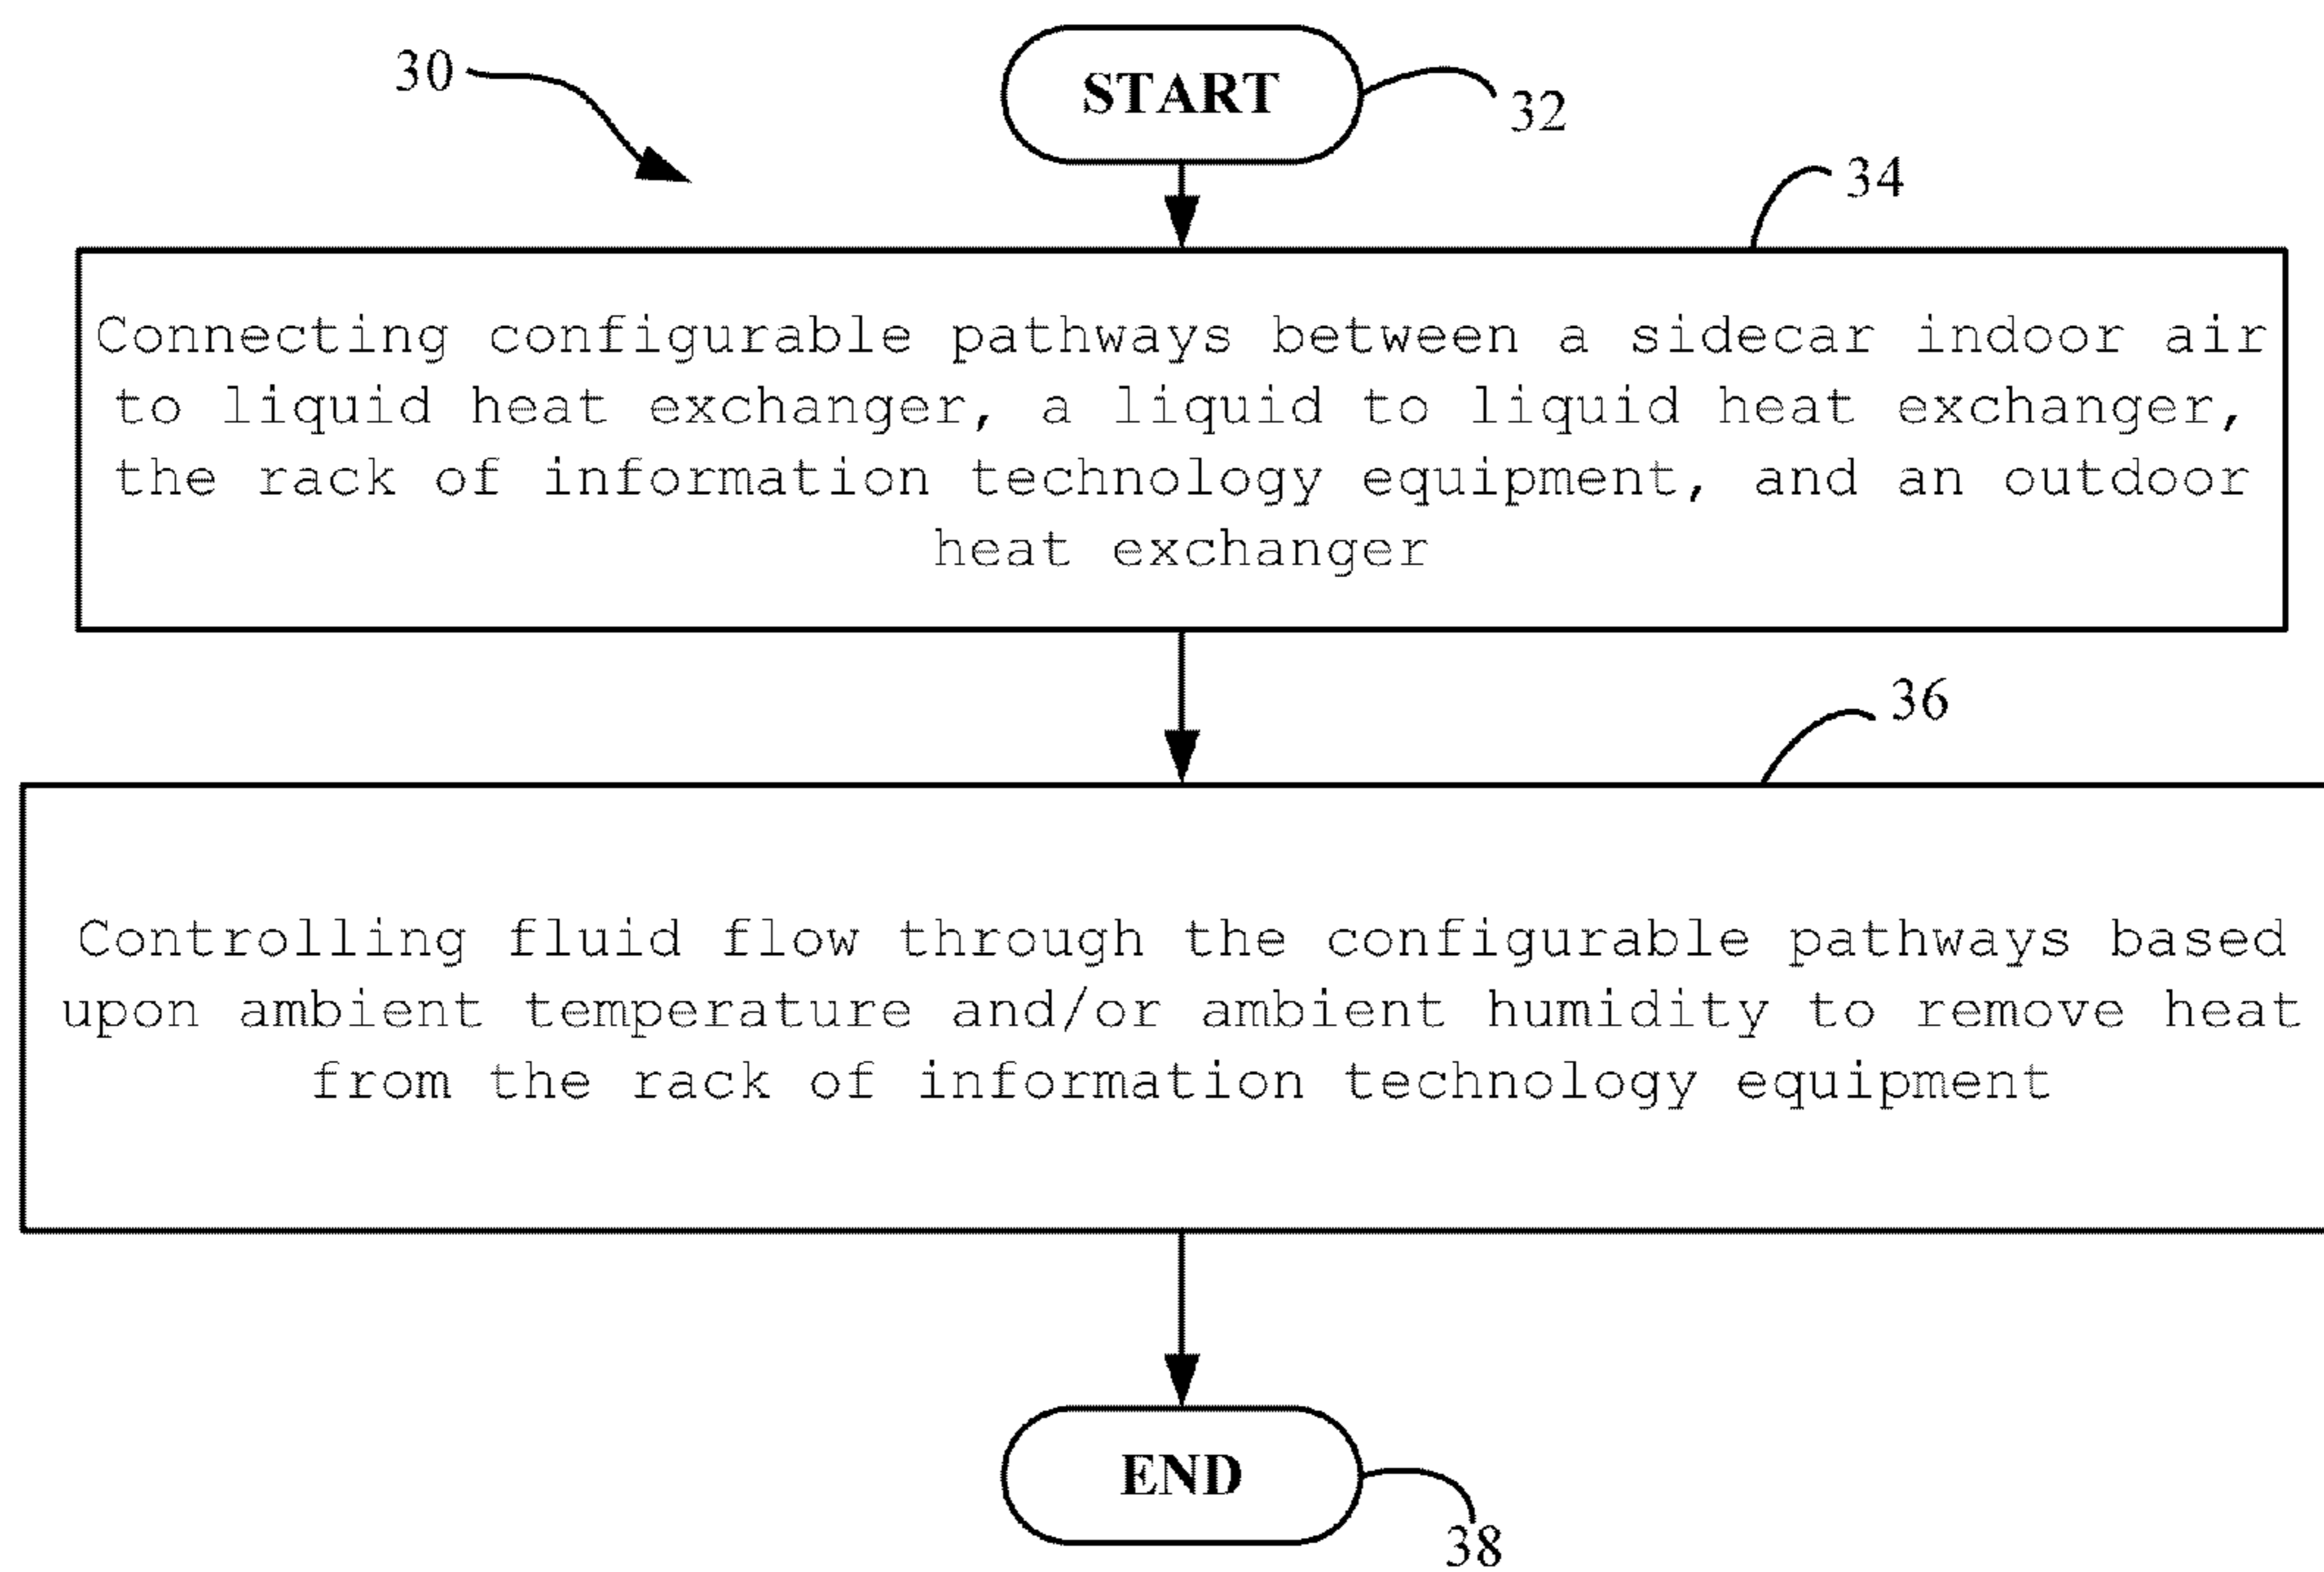 30
START
32
34
Connecting configurable pathways between a sidecar indoor air
to liquid heat exchanger, a liquid to liquid heat exchanger,
the rack of information technology equipment, and an outdoor
heat exchanger
36
Controlling fluid flow through the configurable pathways based
upon ambient temperature and/or ambient humidity to remove heat
from the rack of information technology equipment
END
38